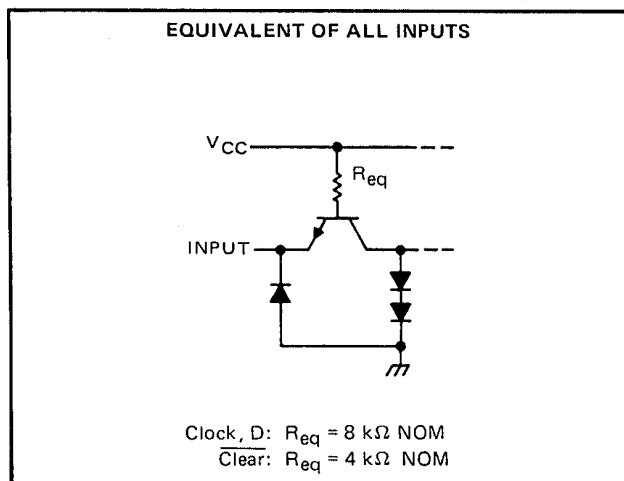 EQUIVALENT OF ALL INPUTS
VCC
Req
INPUT
Clock, D: Req = 8 kΩ NOM
Clear: Req = 4 kΩ NOM